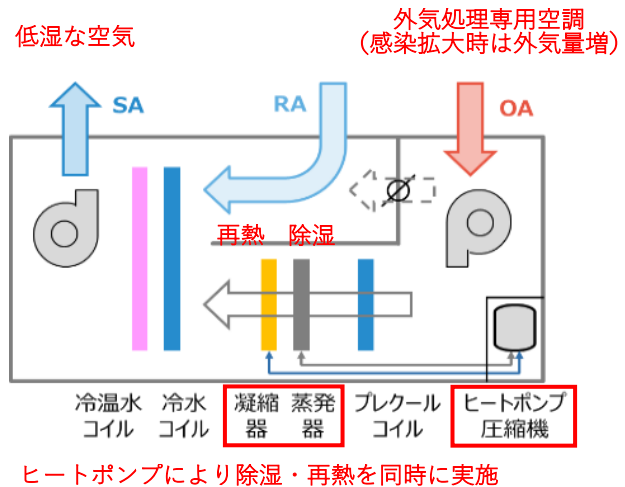 低湿な空気
外気処理専用空調
(感染拡大時は外気量増)
SA
RA
OA
再熱 除湿
冷温水
コイル
冷水
コイル
凝縮
器
蒸発
器
プレクール
コイル
ヒートポンプ
圧縮機
ヒートポンプにより除湿・再熱を同時に実施